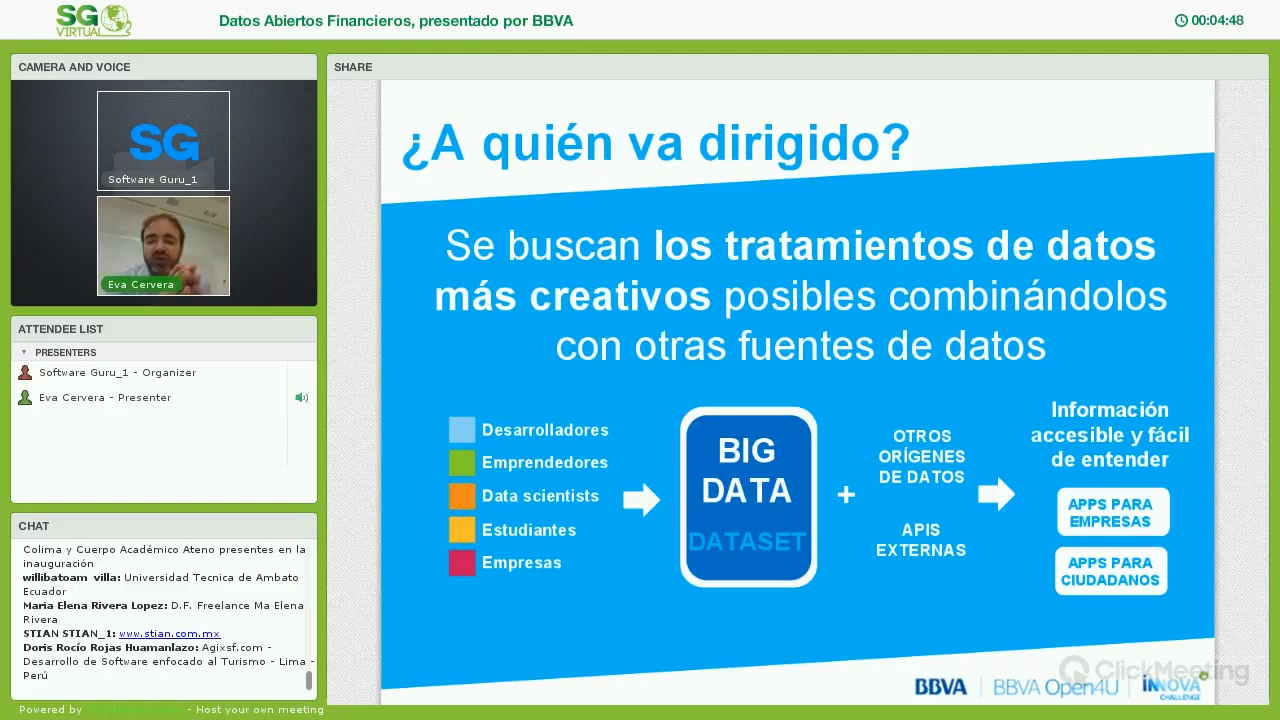 SG
VIRTUAL
Datos Abiertos Financieros, presentado por BBVA
00:04:48
CAMERA AND VOICE
SG
Software Guru_1
Eva Cervera
ATTENDEE LIST
PRESENTERS
Software Guru_1 - Organizer
Eva Cervera - Presenter
CHAT
Colima y Cuerpo Académico Ateno presentes en la
inauguración
willibatoam villa: Universidad Tecnica de Ambato
Ecuador
Maria Elena Rivera Lopez: D.F. Freelance Ma Elena
Rivera
STIAN STIAN_1: www.stian.com.mx
Doris Rocío Rojas Huamanlazo: Agixsf.com -
Desarrollo de Software enfocado al Turismo - Lima -
Perú
Powered by ClickMeeting.com - Host your own meeting
SHARE
¿A quién va dirigido?
Se buscan los tratamientos de datos
más creativos posibles combinándolos
con otras fuentes de datos
Desarrolladores
Emprendedores
Data scientists
Estudiantes
Empresas
BIG
DATA
DATASET
+
OTROS
ORÍGENES
DE DATOS
APIS
EXTERNAS
Información
accesible y fácil
de entender
APPS PARA
EMPRESAS
APPS PARA
CIUDADANOS
ClickMeeting
BBVA
BBVA Open4U
INNOVA
CHALLENGE